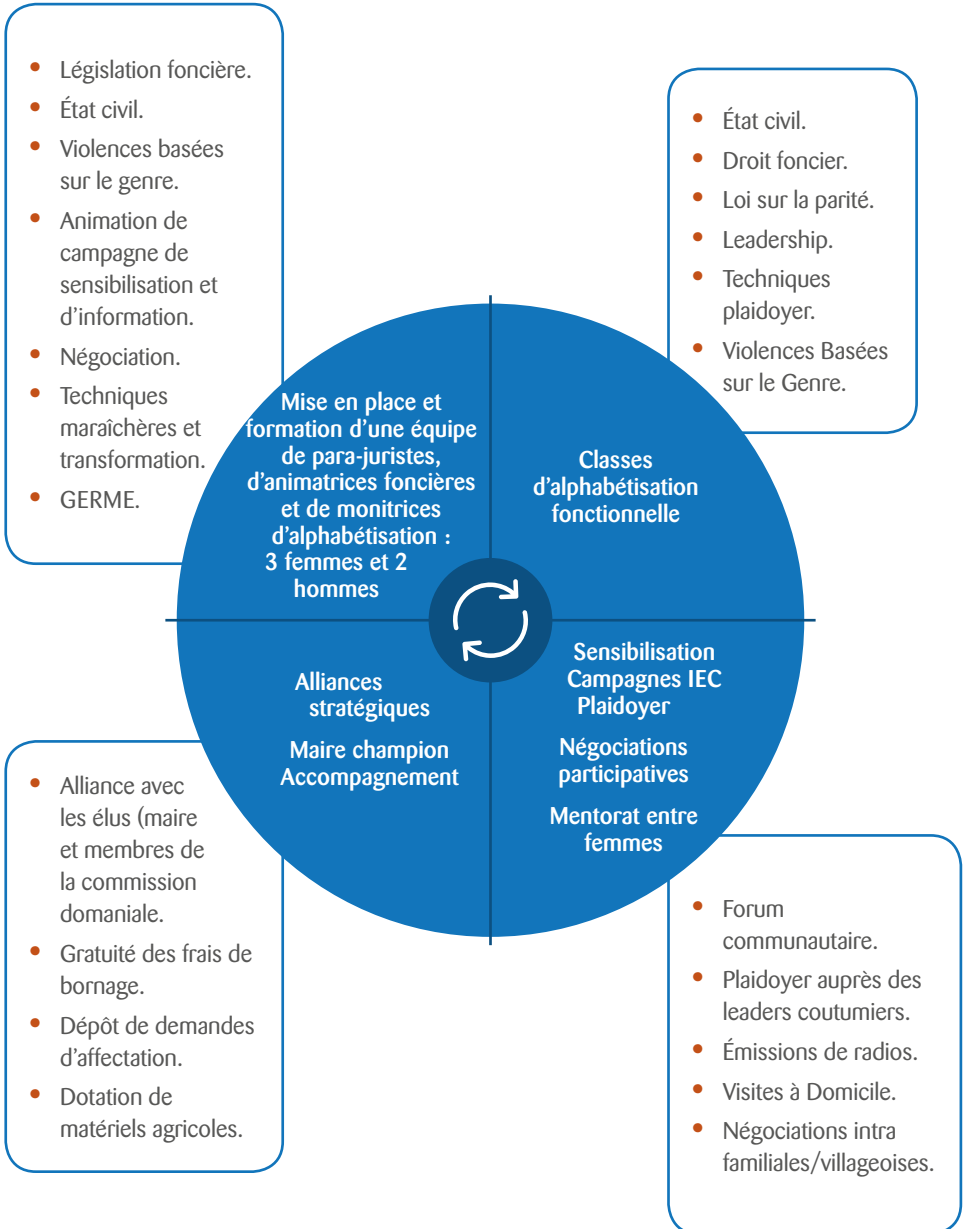 • Législation foncière.
• État civil.
• Violences basées
sur le genre.
• Animation de
campagne de
sensibilisation et
d’information.
• Négociation.
• Techniques
maraîchères et
transformation.
• GERME.
• État civil.
• Droit foncier.
• Loi sur la parité.
• Leadership.
• Techniques
plaidoyer.
• Violences Basées
sur le Genre.
Mise en place et
formation d’une équipe
de para-juristes,
d’animatrices foncières
et de monitrices
d’alphabétisation :
3 femmes et 2
hommes
Classes
d’alphabétisation
fonctionnelle
Alliances
stratégiques
Maire champion
Accompagnement
Sensibilisation
Campagnes IEC
Plaidoyer
Négociations
participatives
Mentorat entre
femmes
• Alliance avec
les élus (maire
et membres de
la commission
domaniale.
• Gratuité des frais de
bornage.
• Dépôt de demandes
d’affectation.
• Dotation de
matériels agricoles.
• Forum
communautaire.
• Plaidoyer auprès des
leaders coutumiers.
• Émissions de radios.
• Visites à Domicile.
• Négociations intra
familiales/villageoises.